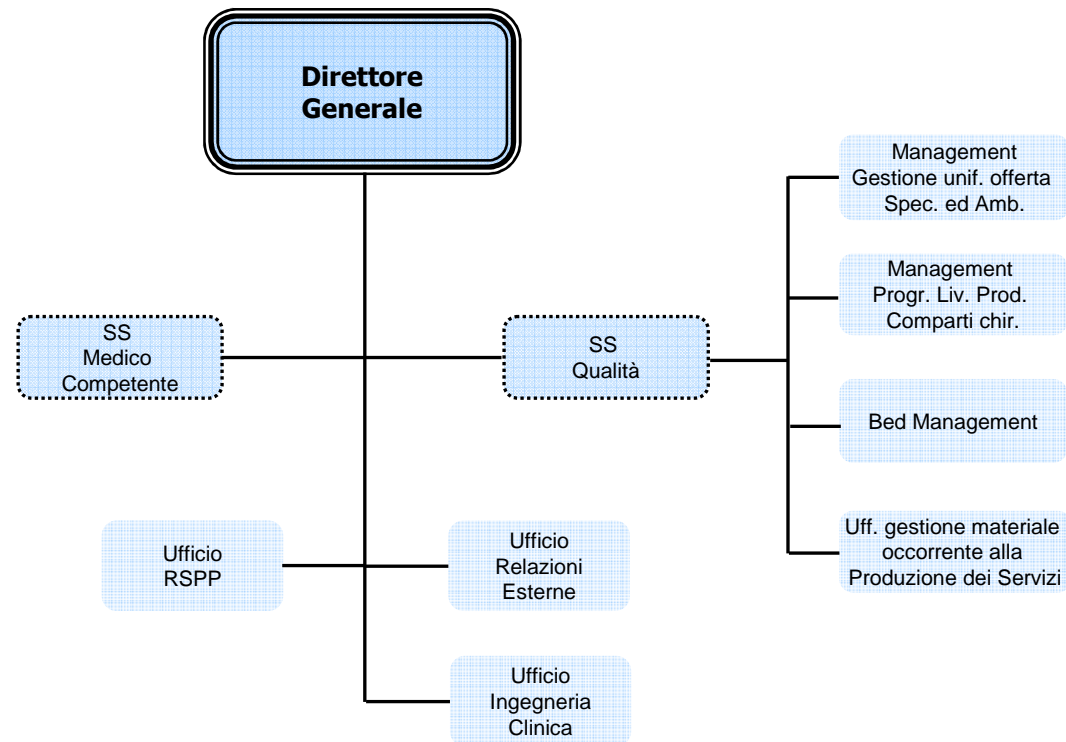 Direttore
Generale
Management
Gestione unif. offerta
Spec. ed Amb.
Management
Progr. Liv. Prod.
Comparti chir.
SS
Medico
Competente
SS
Qualità
Bed Management
Ufficio
RSPP
Ufficio
Relazioni
Esterne
Uff. gestione materiale
occorrente alla
Produzione dei Servizi
Ufficio
Ingegneria
Clinica